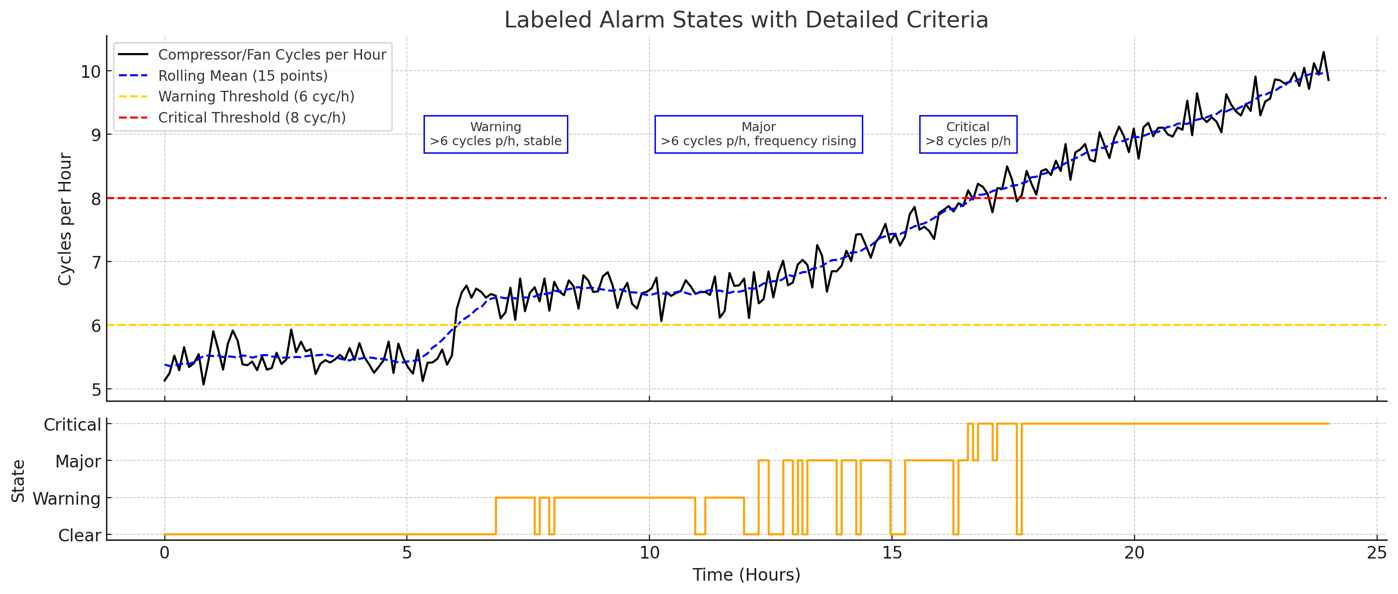 Labeled Alarm States with Detailed Criteria
Compressor/Fan Cycles per Hour
Rolling Mean (15 points)
Warning Threshold (6 cyc/h)
Critical Threshold (8 cyc/h)
Warning
>6 cycles p/h, stable
Major
>6 cycles p/h, frequency rising
Critical
>8 cycles p/h
Cycles per Hour
10
9
8
7
6
5
State
Critical
Major
Warning
Clear
0 5 10 15 20 25
Time (Hours)